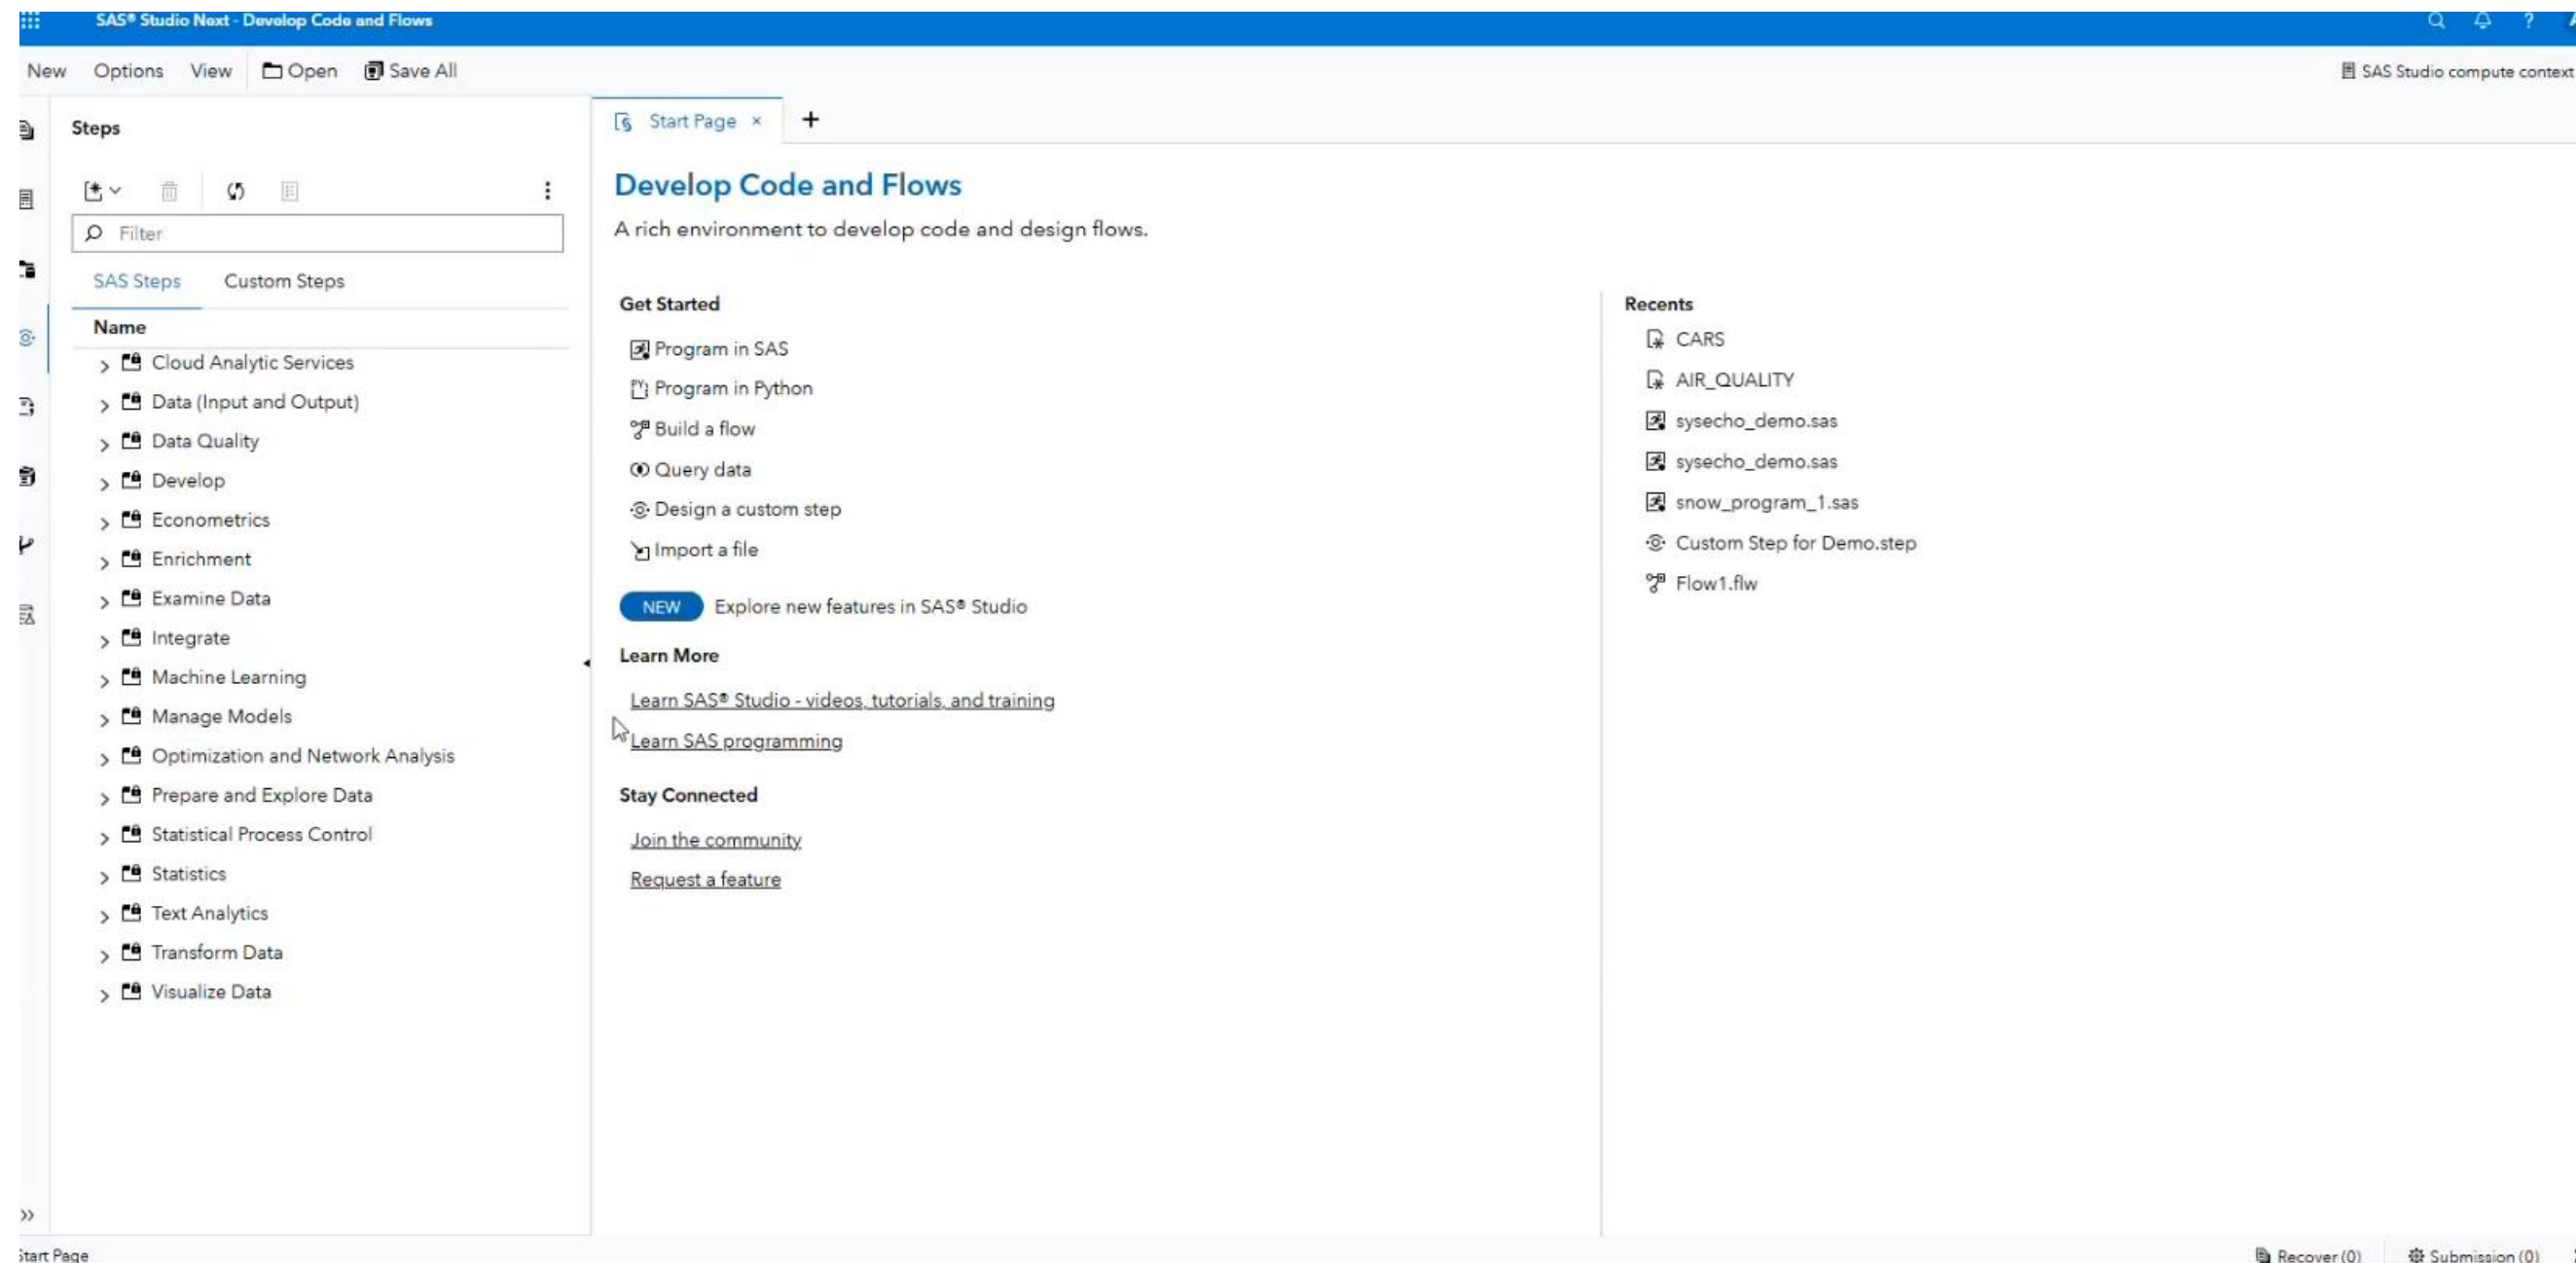 SAS® Studio Next - Develop Code and Flows
New Options View Open Save All
SAS Studio compute context
Steps
Filter
SAS Steps Custom Steps
Name
Cloud Analytic Services
Data (Input and Output)
Data Quality
Develop
Econometrics
Enrichment
Examine Data
Integrate
Machine Learning
Manage Models
Optimization and Network Analysis
Prepare and Explore Data
Statistical Process Control
Statistics
Text Analytics
Transform Data
Visualize Data
Start Page
Develop Code and Flows
A rich environment to develop code and design flows.
Get Started
Program in SAS
Program in Python
Build a flow
Query data
Design a custom step
Import a file
NEW Explore new features in SAS® Studio
Learn More
Learn SAS® Studio - videos, tutorials, and training
Learn SAS programming
Stay Connected
Join the community
Request a feature
Recents
CARS
AIR_QUALITY
sysecho_demo.sas
sysecho_demo.sas
snow_program_1.sas
Custom Step for Demo.step
Flow1.flw
Start Page
Recover (0) Submission (0)